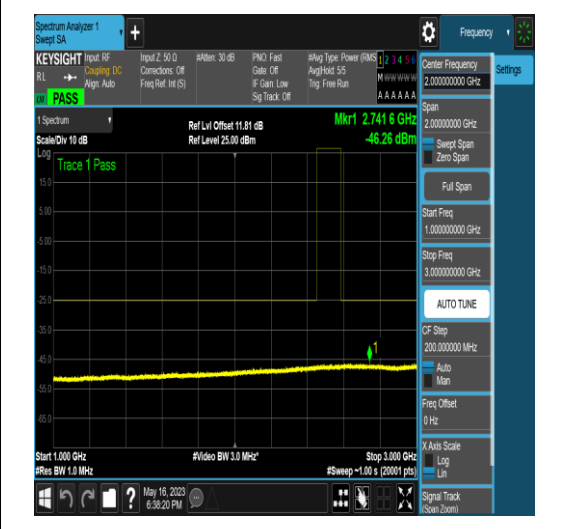 Spectrum Analyzer 1
Swept SA
+
Frequency
KEYSIGHT
RL
Input: RF
Coupling: DC
Align: Auto
Input Z: 50 Ω
Corrections: Off
Freq Ref: Int (S)
#Atten: 30 dB
PNO: Fast
Gate: Off
IF Gain: Low
Sig Track: Off
#Avg Type: Power (RMS
Avg|Hold: 5/5
Trig: Free Run
1 2 3 4 5 6
M W W W W W
A A A A A A
PASS
1 Spectrum
Scale/Div 10 dB
Ref Lvl Offset 11.81 dB
Ref Level 25.00 dBm
Mkr1 2.741 6 GHz
-46.26 dBm
Log
Trace 1 Pass
15.0
5.00
-5.00
-15.0
-25.0
-35.0
-45.0
-55.0
-65.0
1
Start 1.000 GHz
#Res BW 1.0 MHz
#Video BW 3.0 MHz*
Stop 3.000 GHz
#Sweep ~1.00 s (20001 pts)
?
May 16, 2023
6:38:20 PM
Center Frequency
2.000000000 GHz
Settings
Span
2.00000000 GHz
Swept Span
Zero Span
Full Span
Start Freq
1.000000000 GHz
Stop Freq
3.000000000 GHz
AUTO TUNE
CF Step
200.000000 MHz
Auto
Man
Freq Offset
0 Hz
X Axis Scale
Log
Lin
Signal Track
(Span Zoom)